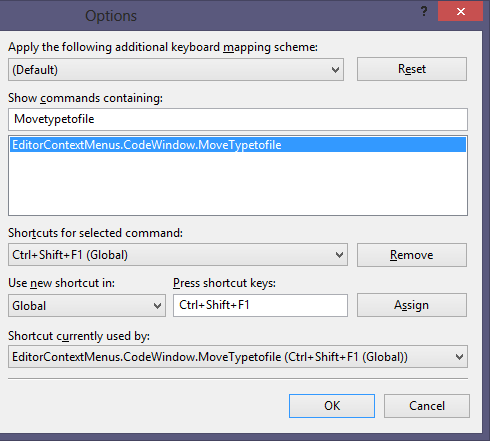 Options
?
Apply the following additional keyboard mapping scheme:
(Default)
Reset
Show commands containing:
Movetypetofile
EditorContextMenus.CodeWindow.MoveTypetofile
Shortcuts for selected command:
Ctrl+Shift+F1 (Global)
Remove
Use new shortcut in:
Press shortcut keys:
Global
Ctrl+Shift+F1
Assign
Shortcut currently used by:
EditorContextMenus.CodeWindow.MoveTypetofile (Ctrl+Shift+F1 (Global))
OK
Cancel